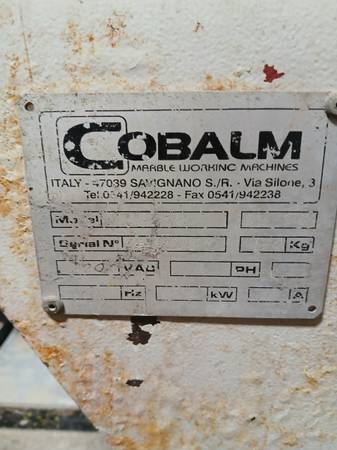 COBALM
MARBLE WORKING MACHINES
ITALY - 47039 SAVIGNANO S./R. - Via Silone, 3
Tel. 0541/942228 - Fax 0541/942238
Model
Serial N° Kg
VAC PH
Hz kW A